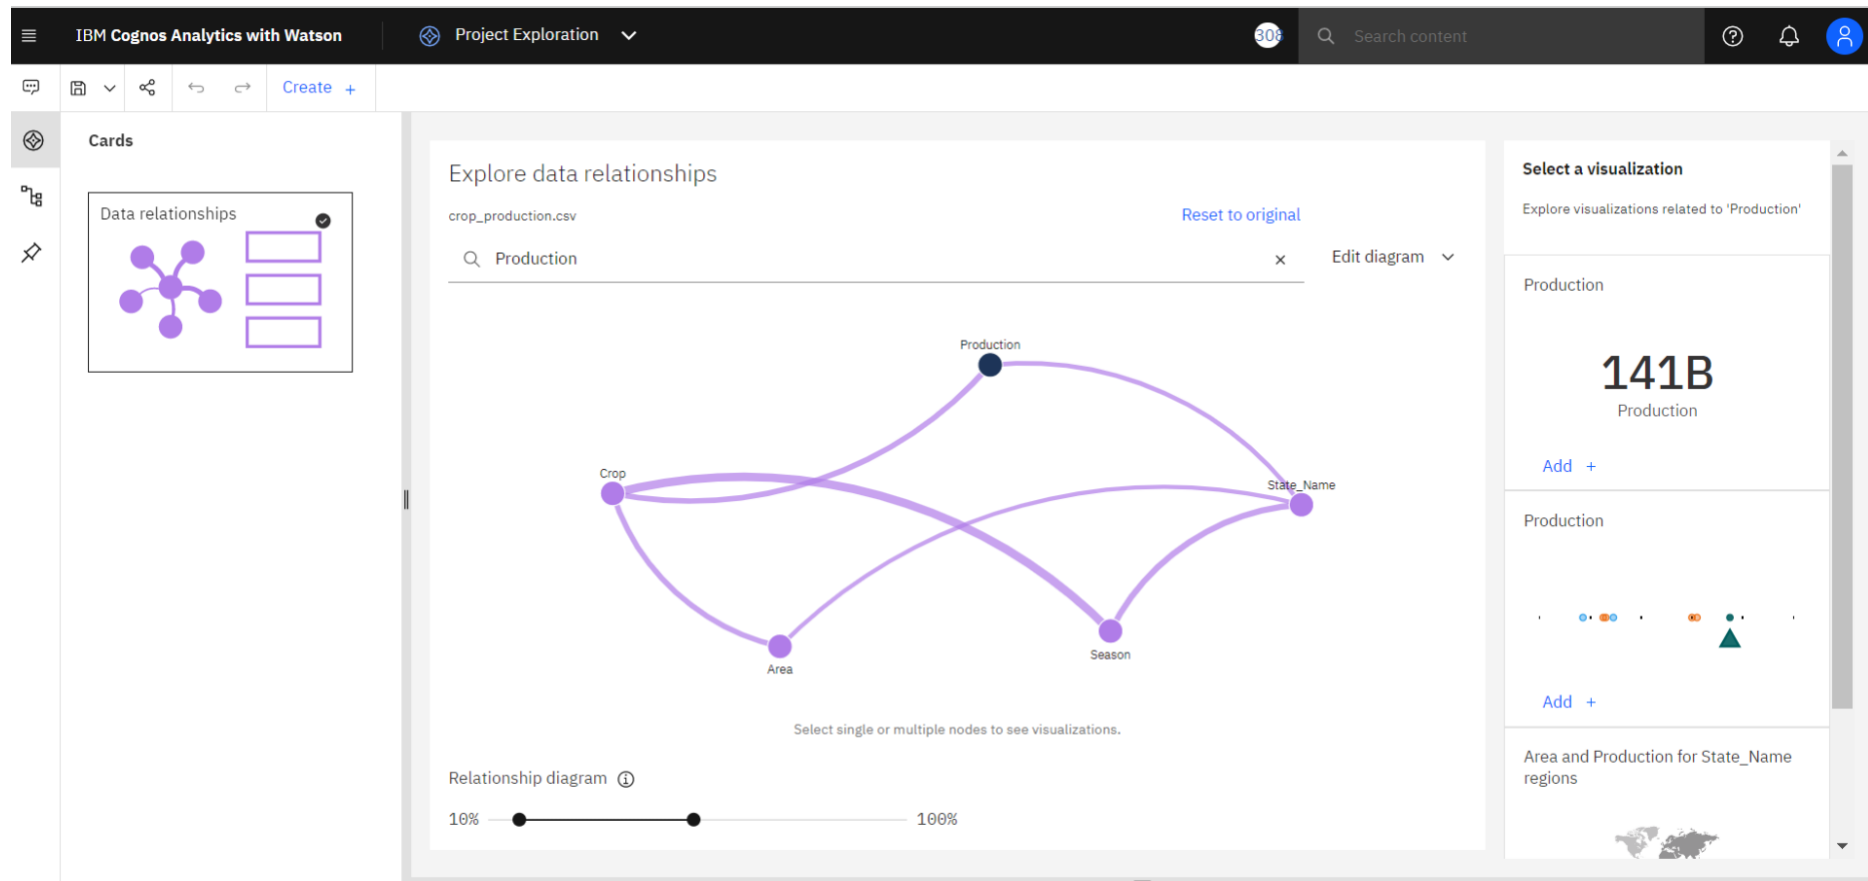 IBM Cognos Analytics with Watson
Project Exploration
308
Search content
Create +
Cards
Data relationships
Explore data relationships
crop_production.csv
Reset to original
Production
Edit diagram
Production
Crop
State_Name
Area
Season
Select single or multiple nodes to see visualizations.
Relationship diagram
10%
100%
Select a visualization
Explore visualizations related to 'Production'
Production
141B
Production
Add +
Production
Add +
Area and Production for State_Name
regions